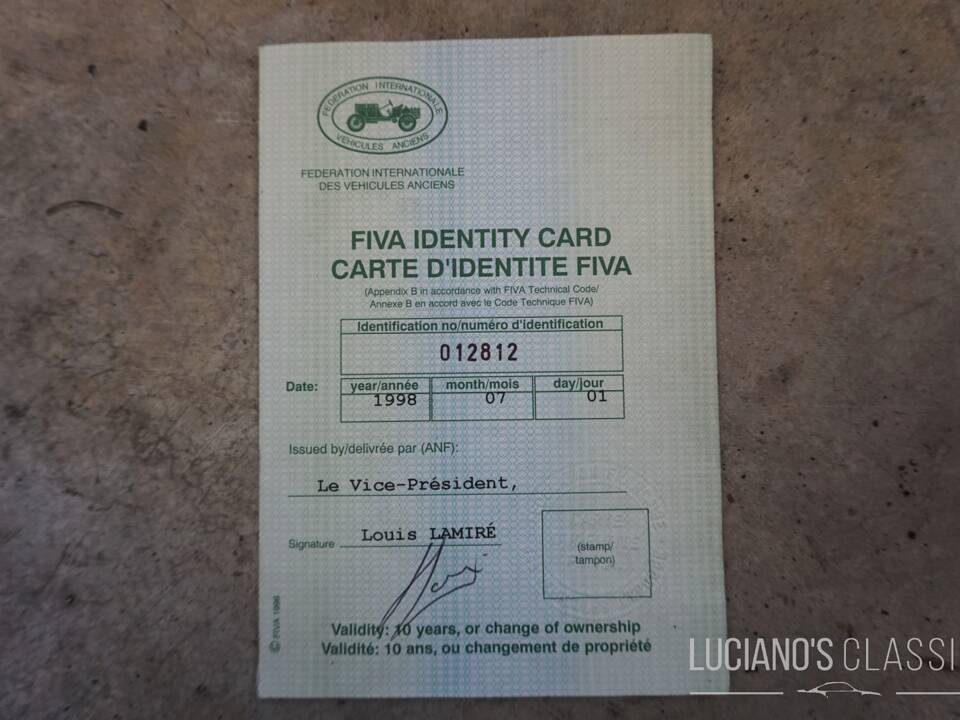 FEDERATION INTERNATIONALE
VEHICULES ANCIENS
FEDERATION INTERNATIONALE
DES VEHICULES ANCIENS
FIVA IDENTITY CARD
CARTE D'IDENTITE FIVA
(Appendix B in accordance with FIVA Technical Code/
Annexe B en accord avec le Code Technique FIVA)
Identification no/numéro d'identification
012812
Date: year/année month/mois day/jour
1998 07 01
Issued by/delivrée par (ANF):
Le Vice-Président,
Louis LAMIRÉ
Signature
(stamp/
tampon)
Validity: 10 years, or change of ownership
Validité: 10 ans, ou changement de propriété
© FIVA 1996
LUCIANO'S CLASSI